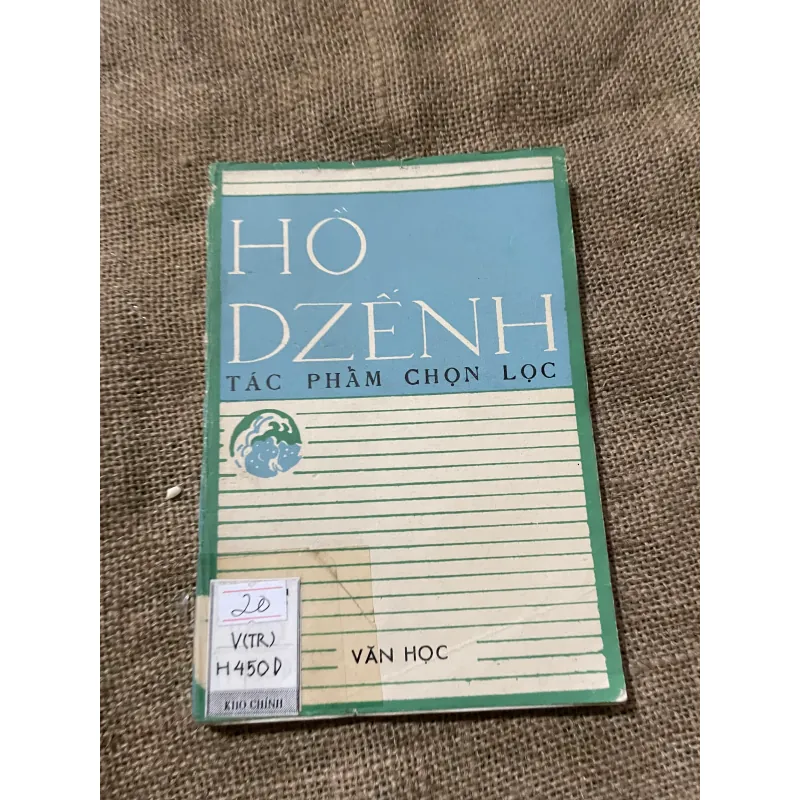 HỒ
DZẾNH
TÁC PHẨM CHỌN LỌC
20
V(TR)
H450D
KHO CHÍNH
VĂN HỌC